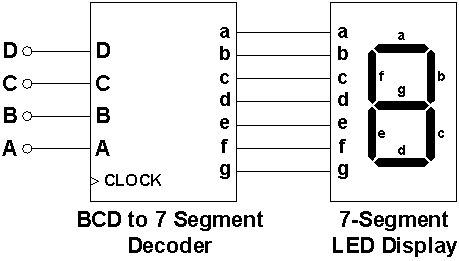 a a a
b b
D D
f b
C C c c
g
B B d d
e e
e c
A A f f
d
CLOCK g g
BCD to 7 Segment 7-Segment
Decoder LED Display